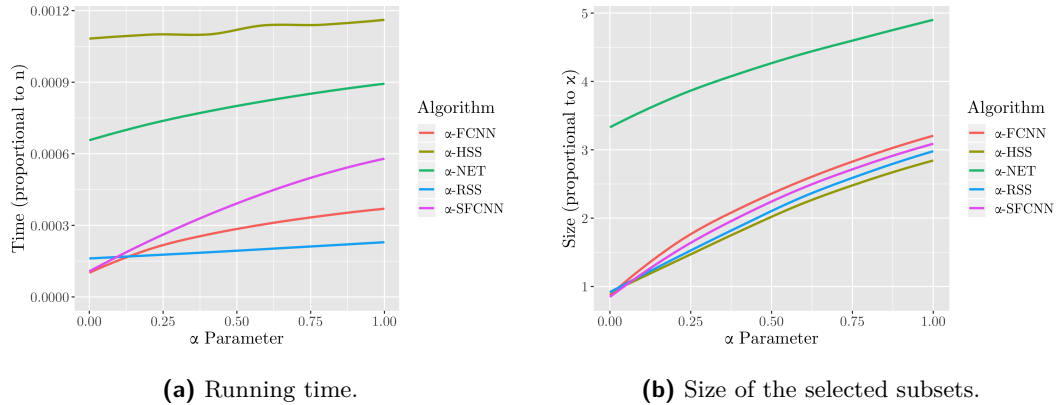 0.0012
0.0009
0.0006
0.0003
0.0000
Time (proportional to n)
0.00 0.25 0.50 0.75 1.00
α Parameter
Algorithm
α-FCNN
α-HSS
α-NET
α-RSS
α-SFCNN
(a) Running time.
5
4
3
2
1
Size (proportional to ϰ)
0.00 0.25 0.50 0.75 1.00
α Parameter
Algorithm
α-FCNN
α-HSS
α-NET
α-RSS
α-SFCNN
(b) Size of the selected subsets.